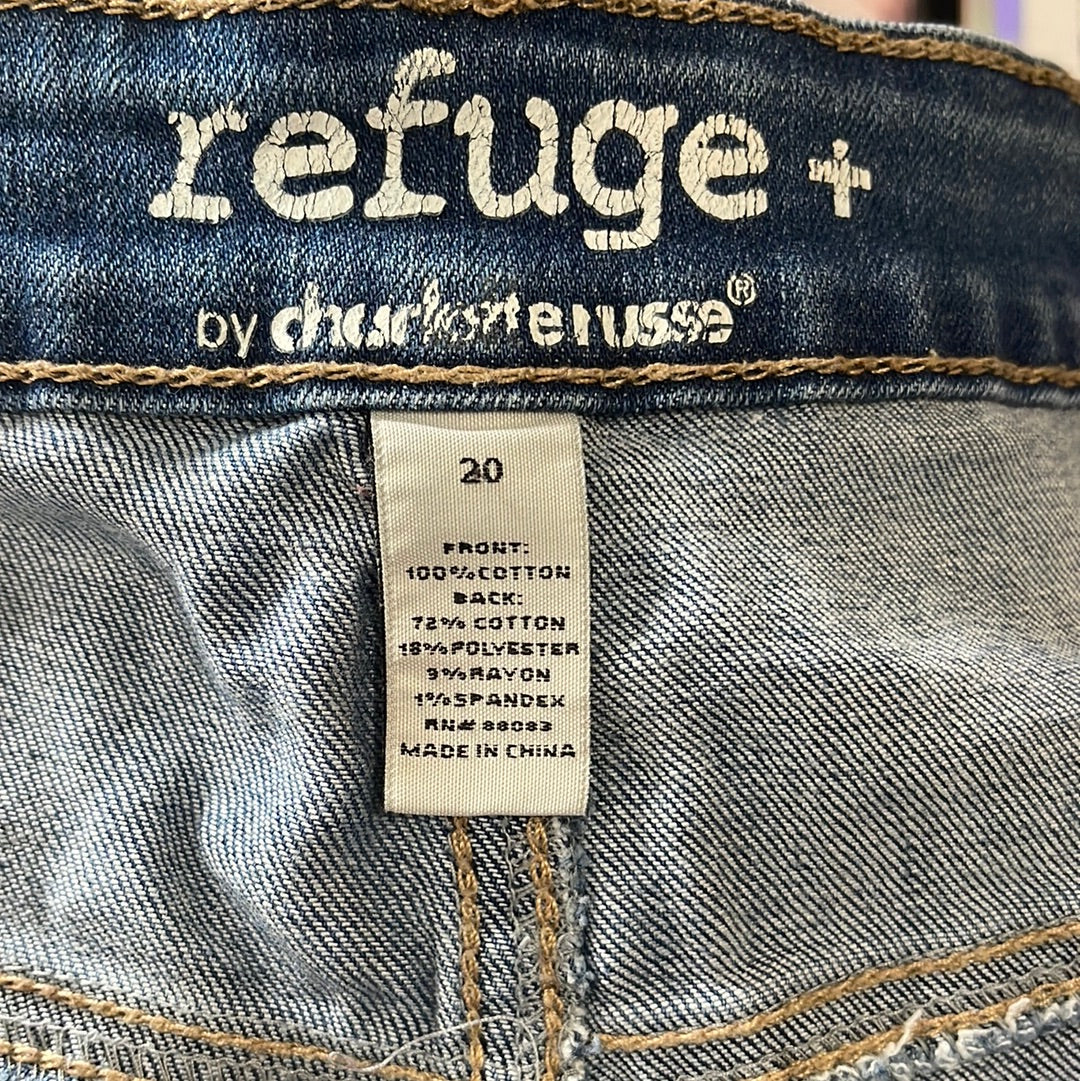 refuge +
by charlotte russe®
20
FRONT:
100% COTTON
BACK:
72% COTTON
18% POLYESTER
9% RAYON
1% SPANDEX
RN# 88083
MADE IN CHINA